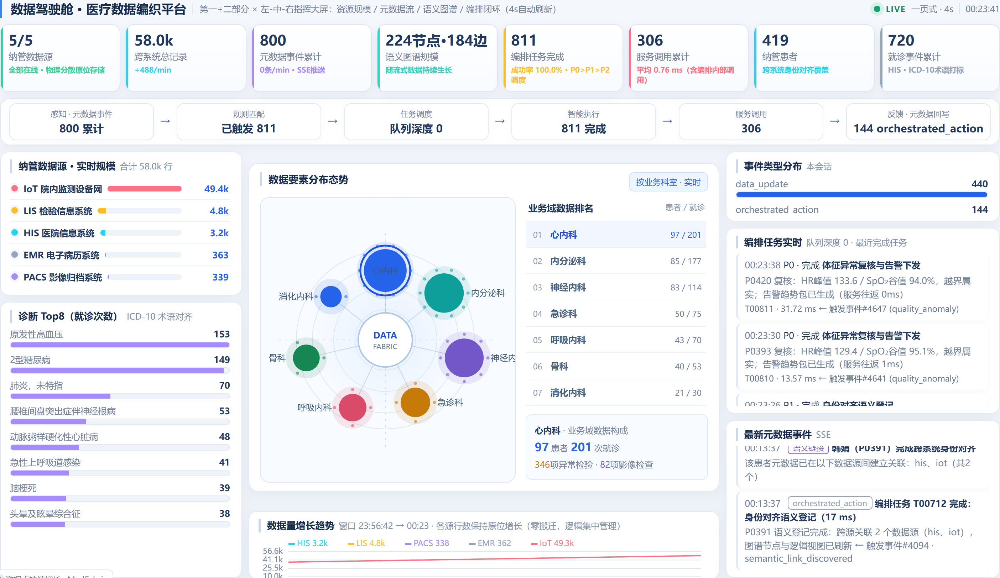 数据驾驶舱 • 医疗数据编织平台
第一+二部分 × 左-中-右指挥大屏：资源规模 / 元数据流 / 语义图谱 / 编排闭环（4s自动刷新）
LIVE 一页式 · 4s 00:23:41
5/5
纳管数据源
全部在线 • 物理分散原位存储
58.0k
跨系统总记录
+488/min
800
元数据事件累计
0条/min • SSE推送
224节点•184边
语义图谱规模
随流式数据持续生长
811
编排任务完成
成功率 100.0% • P0>P1>P2
调度
306
服务调用累计
平均 0.76 ms（含编排内部调
用）
419
纳管患者
跨系统身份对齐覆盖
720
就诊事件累计
HIS • ICD-10术语打标
感知 · 元数据事件
800 累计
→
规则匹配
已触发 811
→
任务调度
队列深度 0
→
智能执行
811 完成
→
服务调用
306
→
反馈 · 元数据回写
144 orchestrated_action
纳管数据源 • 实时规模 合计 58.0k 行
IoT 院内监测设备网 49.4k
LIS 检验信息系统 4.8k
HIS 医院信息系统 3.2k
EMR 电子病历系统 363
PACS 影像归档系统 339
诊断 Top8（就诊次数） ICD-10 术语对齐
原发性高血压 153
2型糖尿病 149
肺炎，未特指 70
腰椎间盘突出症伴神经根病 53
动脉粥样硬化性心脏病 48
急性上呼吸道感染 41
脑梗死 39
头晕及眩晕综合征 38
数据要素分布态势
按业务科室 · 实时
心内科
内分泌科
消化内科
DATA
FABRIC
骨科
神经内
呼吸内科
急诊科
业务域数据排名 患者 / 就诊
01 心内科 97 / 201
02 内分泌科 85 / 177
03 神经内科 83 / 114
04 急诊科 50 / 75
05 呼吸内科 43 / 70
06 骨科 40 / 53
07 消化内科 21 / 30
心内科 · 业务域数据构成
97 患者 201 次就诊
346项异常检验 · 82项影像检查
数据量增长趋势 窗口 23:56:42 → 00:23 · 各源行数保持原位增长（零搬迁，逻辑集中管理）
HIS 3.2k LIS 4.8k PACS 338 EMR 362 IoT 49.3k
56.6k
41.1k
25.5k
10.0k
事件类型分布 本会话
data_update 440
orchestrated action 144
编排任务实时 队列深度 0 · 最近完成任务
00:23:38 P0 · 完成 体征异常复核与告警下发
P0420 复核：HR峰值 133.6 / SpO₂谷值 94.0%，越界属
实；告警趋势包已生成（服务往返 0ms）
T00811 · 31.72 ms ← 触发事件#4647 (quality_anomaly)
00:23:30 P0 · 完成 体征异常复核与告警下发
P0393 复核：HR峰值 129.4 / SpO₂谷值 95.1%，越界属
实；告警趋势包已生成（服务往返 1ms）
T00810 · 13.57 ms ← 触发事件#4641 (quality_anomaly)
00:23:26 P1 · 完成 身份对齐语义登记
最新元数据事件 SSE
00:13:37 语义链接 韩娟（P0391）完成跨系统身份对齐
该患者元数据已在以下数据源间建立关联：his、iot（共2
个）
00:13:37 orchestrated_action 编排任务 T00712 完成：
身份对齐语义登记（17 ms）
P0391 语义登记完成：跨源关联 2 个数据源（his、iot），
图谱节点与逻辑视图已刷新 ← 触发事件#4094 ·
semantic_link_discovered